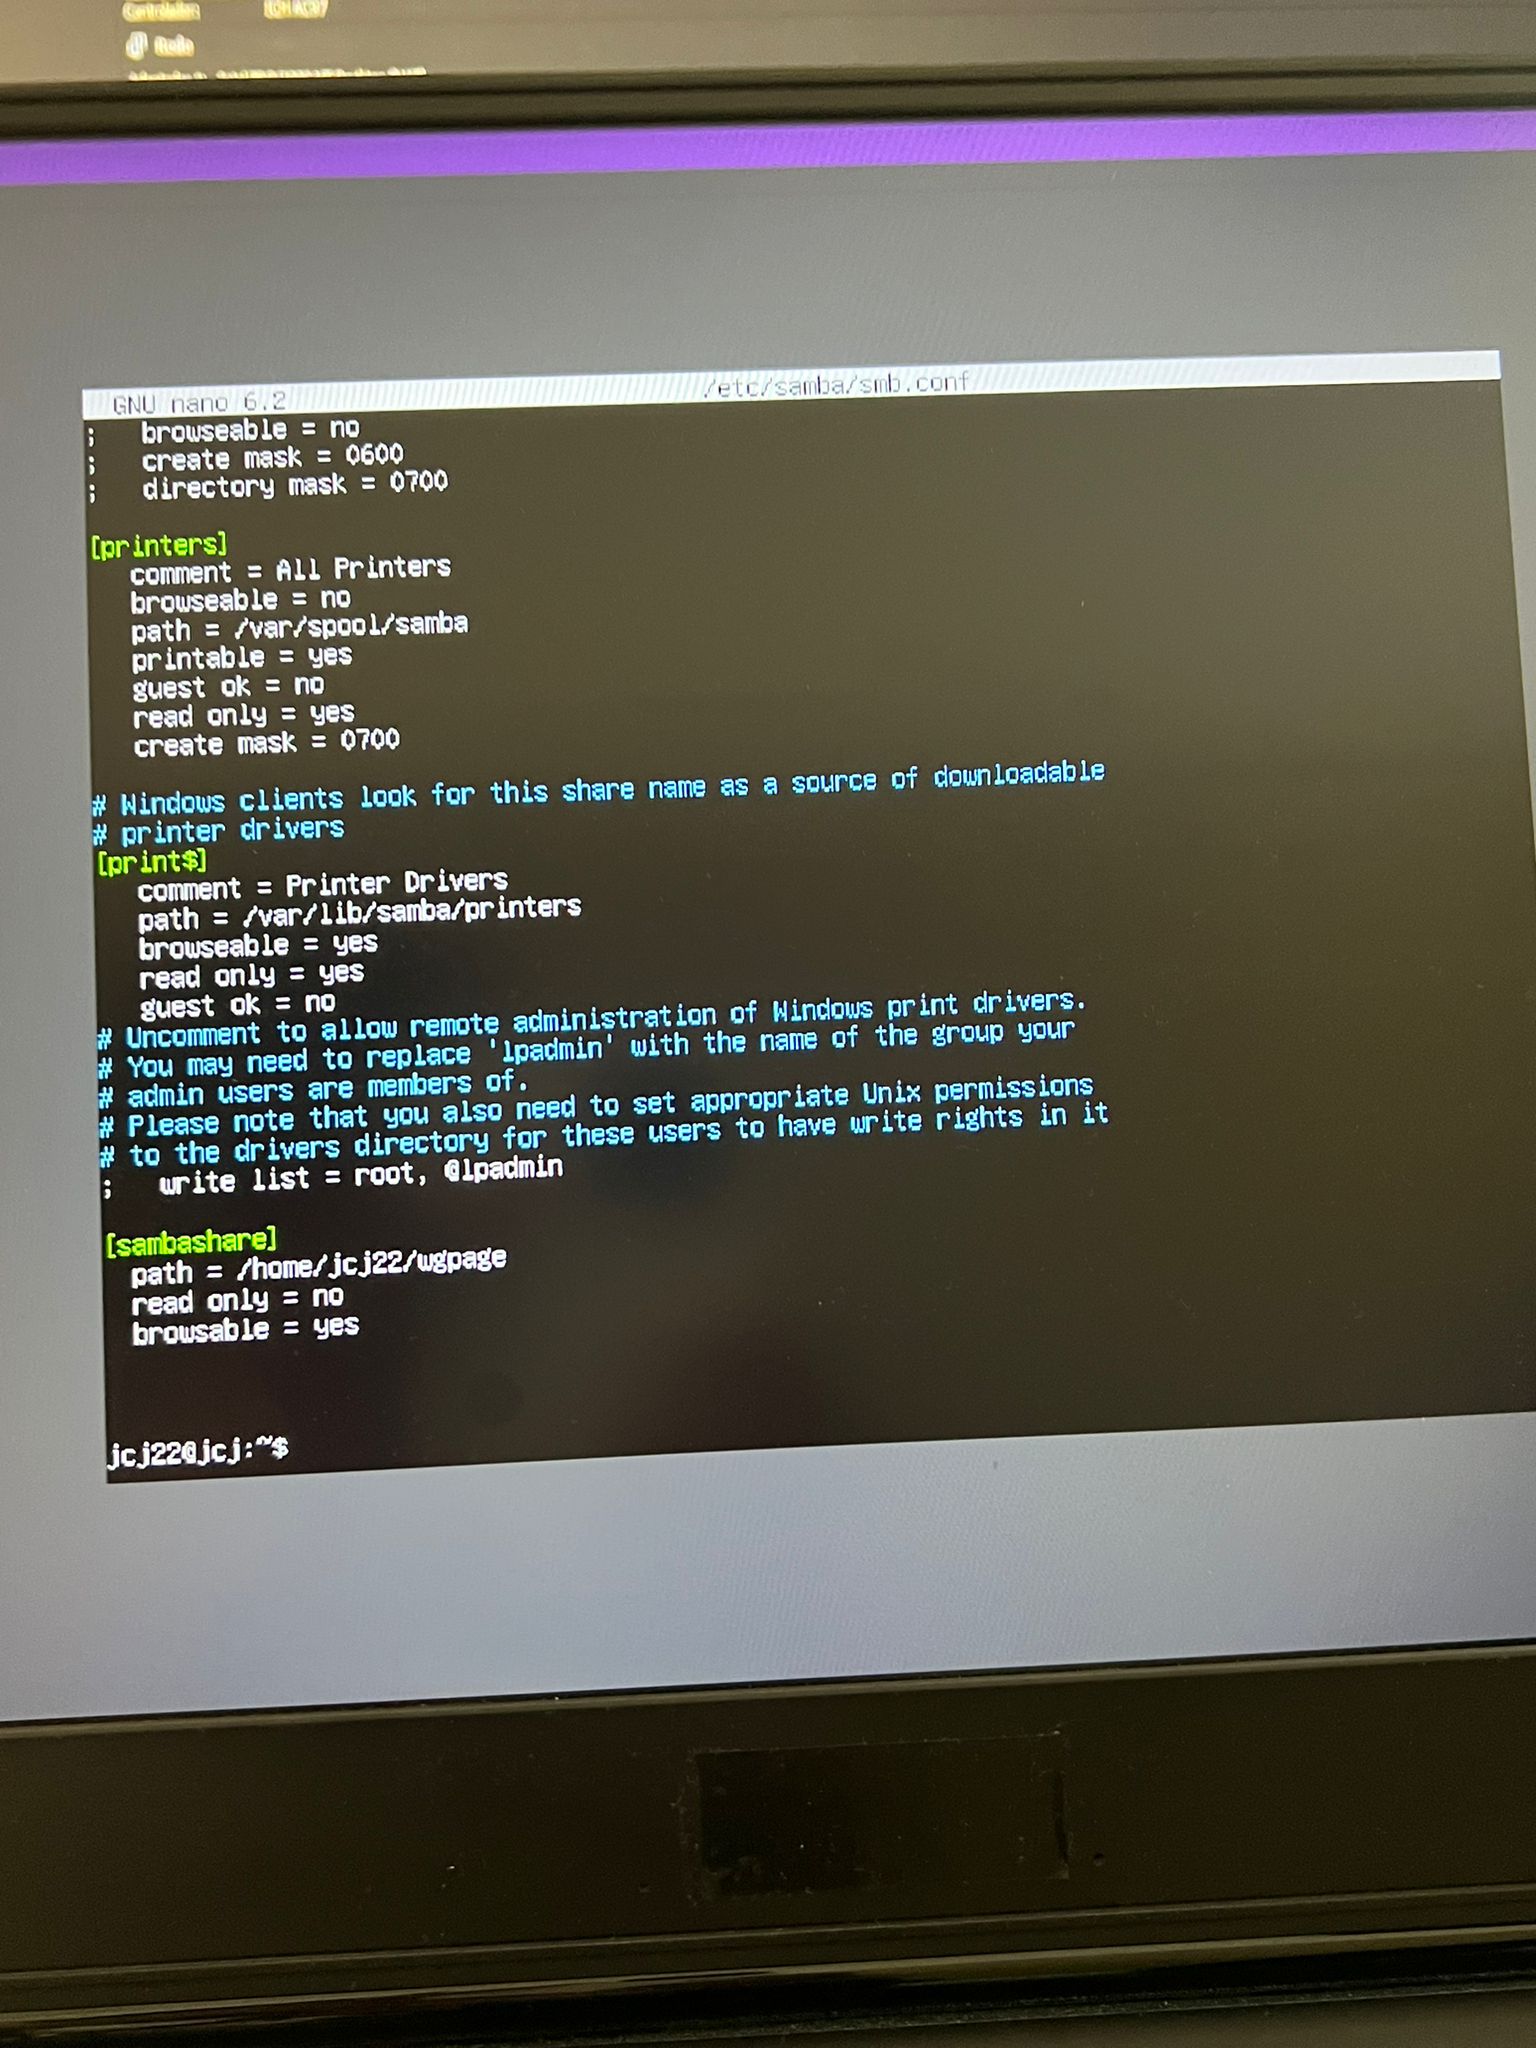 GNU nano 6.2 /etc/samba/smb.conf
;   browseable = no
;   create mask = 0600
;   directory mask = 0700
[printers]
   comment = All Printers
   browseable = no
   path = /var/spool/samba
   printable = yes
   guest ok = no
   read only = yes
   create mask = 0700
# Windows clients look for this share name as a source of downloadable
# printer drivers
[print$]
   comment = Printer Drivers
   path = /var/lib/samba/printers
   browseable = yes
   read only = yes
   guest ok = no
# Uncomment to allow remote administration of Windows print drivers.
# You may need to replace 'lpadmin' with the name of the group your
# admin users are members of.
# Please note that you also need to set appropriate Unix permissions
# to the drivers directory for these users to have write rights in it
;   write list = root, @lpadmin
[sambashare]
  path = /home/jcj22/wgpage
  read only = no
  browsable = yes
jcj22@jcj:~$